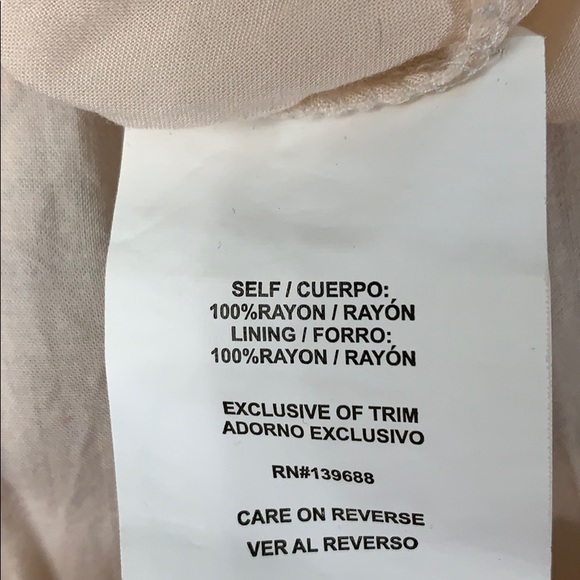 SELF / CUERPO:
100%RAYON / RAYÓN
LINING / FORRO:
100%RAYON / RAYÓN
EXCLUSIVE OF TRIM
ADORNO EXCLUSIVO
RN#139688
CARE ON REVERSE
VER AL REVERSO